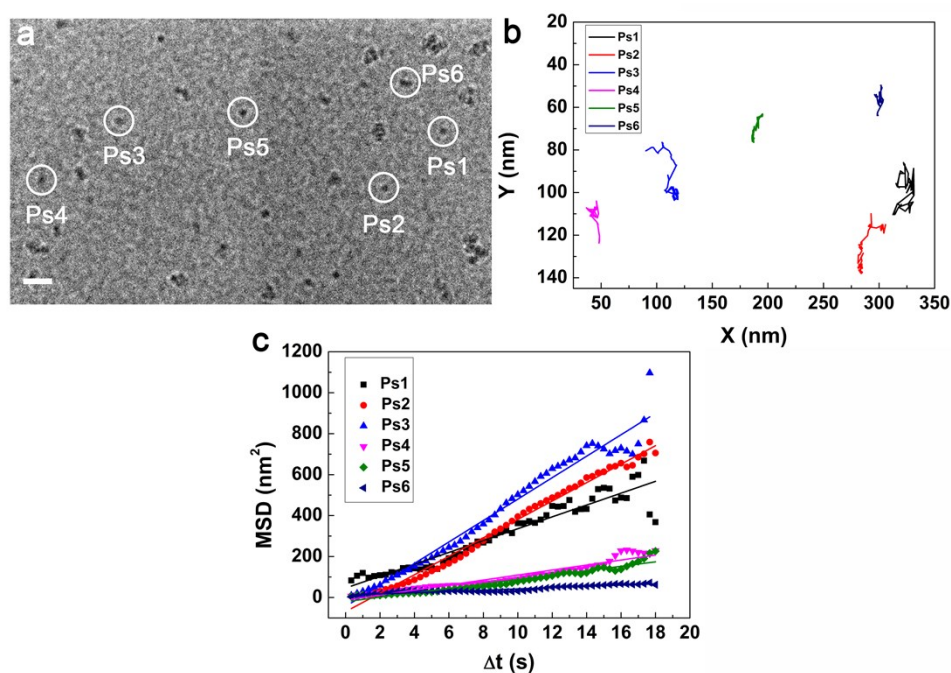 a
Ps6
Ps3
Ps5
Ps1
Ps4
Ps2
b
Ps1
Ps2
Ps3
Ps4
Ps5
Ps6
20
40
60
80
100
120
140
Y (nm)
50 100 150 200 250 300 350
X (nm)
c
Ps1
Ps2
Ps3
Ps4
Ps5
Ps6
1200
1000
800
600
400
200
0
MSD (nm²)
0 2 4 6 8 10 12 14 16 18 20
Δt (s)